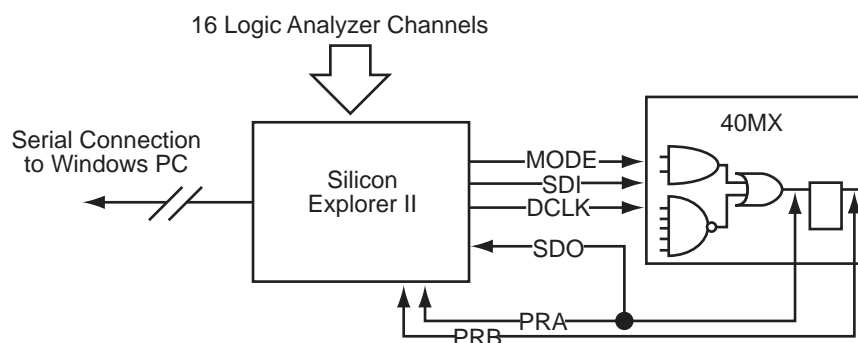 16 Logic Analyzer Channels
Serial Connection
to Windows PC
Silicon
Explorer II
MODE
SDI
DCLK
SDO
PRA
PRB
40MX